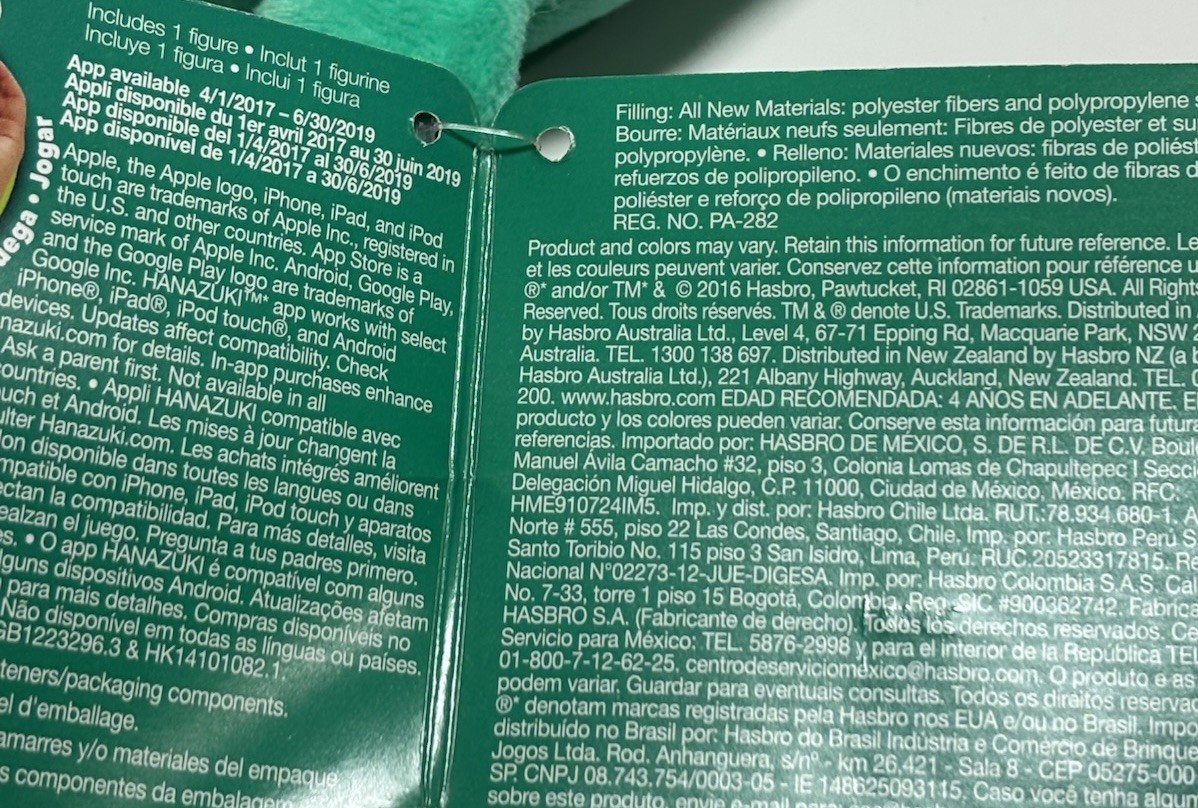 Includes 1 figure • Inclut 1 figurine
Incluye 1 figura • Inclui 1 figura
App available 4/1/2017 – 6/30/2019
Appli disponible du 1er avril 2017 au 30 juin 2019
App disponible del 1/4/2017 al 30/6/2019
App disponível de 1/4/2017 a 30/6/2019
• Jogar
Apple, the Apple logo, iPhone, iPad, and iPod
touch are trademarks of Apple Inc., registered in
the U.S. and other countries. App Store is a
service mark of Apple Inc. Android, Google Play,
and the Google Play logo are trademarks of
Google Inc. HANAZUKI™* app works with select
iPhone®, iPad®, iPod touch®, and Android
devices. Updates affect compatibility. Check
nazuki.com for details. In-app purchases enhance
Ask a parent first. Not available in all
ountries. • Appli HANAZUKI compatible avec
uch et Android. Les mises à jour changent la
ulter Hanazuki.com. Les achats intégrés améliorent
on disponible dans toutes les langues ou dans
mpatible con iPhone, iPad, iPod touch y aparatos
ectan la compatibilidad. Para más detalles, visita
ealzan el juego. Pregunta a tus padres primero.
es. • O app HANAZUKI é compatível com alguns
lguns dispositivos Android. Atualizações afetam
para mais detalhes. Compras disponíveis no
Não disponível em todas as línguas ou países.
GB1223296.3 & HK14101082.1.
teners/packaging components.
el d'emballage.
amarres y/o materiales del empaque
s componentes da embalagem
Filling: All New Materials: polyester fibers and polypropylene
Bourre: Matériaux neufs seulement: Fibres de polyester et su
polypropylène. • Relleno: Materiales nuevos: fibras de poliést
refuerzos de polipropileno. • O enchimento é feito de fibras d
poliéster e reforço de polipropileno (materiais novos).
REG. NO. PA-282
Product and colors may vary. Retain this information for future reference. Le
et les couleurs peuvent varier. Conservez cette information pour référence u
®* and/or TM* & © 2016 Hasbro, Pawtucket, RI 02861-1059 USA. All Rights
Reserved. Tous droits réservés. TM & ® denote U.S. Trademarks. Distributed in
by Hasbro Australia Ltd., Level 4, 67-71 Epping Rd, Macquarie Park, NSW 2
Australia. TEL. 1300 138 697. Distributed in New Zealand by Hasbro NZ (a
Hasbro Australia Ltd.), 221 Albany Highway, Auckland, New Zealand. TEL.
200. www.hasbro.com EDAD RECOMENDADA: 4 AÑOS EN ADELANTE. El
producto y los colores pueden variar. Conserve esta información para futura
referencias. Importado por: HASBRO DE MÉXICO, S. DE R.L. DE C.V. Boule
Manuel Ávila Camacho #32, piso 3, Colonia Lomas de Chapultepec I Secci
Delegación Miguel Hidalgo, C.P. 11000, Ciudad de México, México. RFC:
HME910724IM5. Imp. y dist. por: Hasbro Chile Ltda. RUT.:78.934.680-1. A
Norte # 555, piso 22 Las Condes, Santiago, Chile. Imp. por: Hasbro Perú S
Santo Toribio No. 115 piso 3 San Isidro, Lima, Perú. RUC.20523317815. Re
Nacional N°02273-12-JUE-DIGESA. Imp. por: Hasbro Colombia S.A.S. Cal
No. 7-33, torre 1 piso 15 Bogotá, Colombia. Reg. SIC #900362742. Fabrica
HASBRO S.A. (Fabricante de derecho). Todos los derechos reservados. Ce
Servicio para México: TEL. 5876-2998 y para el interior de la República TEL
01-800-7-12-62-25. centrodeserviciomexico@hasbro.com. O produto e as
podem variar. Guardar para eventuais consultas. Todos os direitos reservad
®* denotam marcas registradas pela Hasbro nos EUA e/ou no Brasil. Impo
distribuído no Brasil por: Hasbro do Brasil Indústria e Comércio de Brinque
Jogos Ltda. Rod. Anhanguera, s/nº - km 26.421 - Sala 8 - CEP 05275-000
SP. CNPJ 08.743.754/0003-05 - IE 148625093115. Caso você tenha algum
sobre este produto, envie e-mail para: